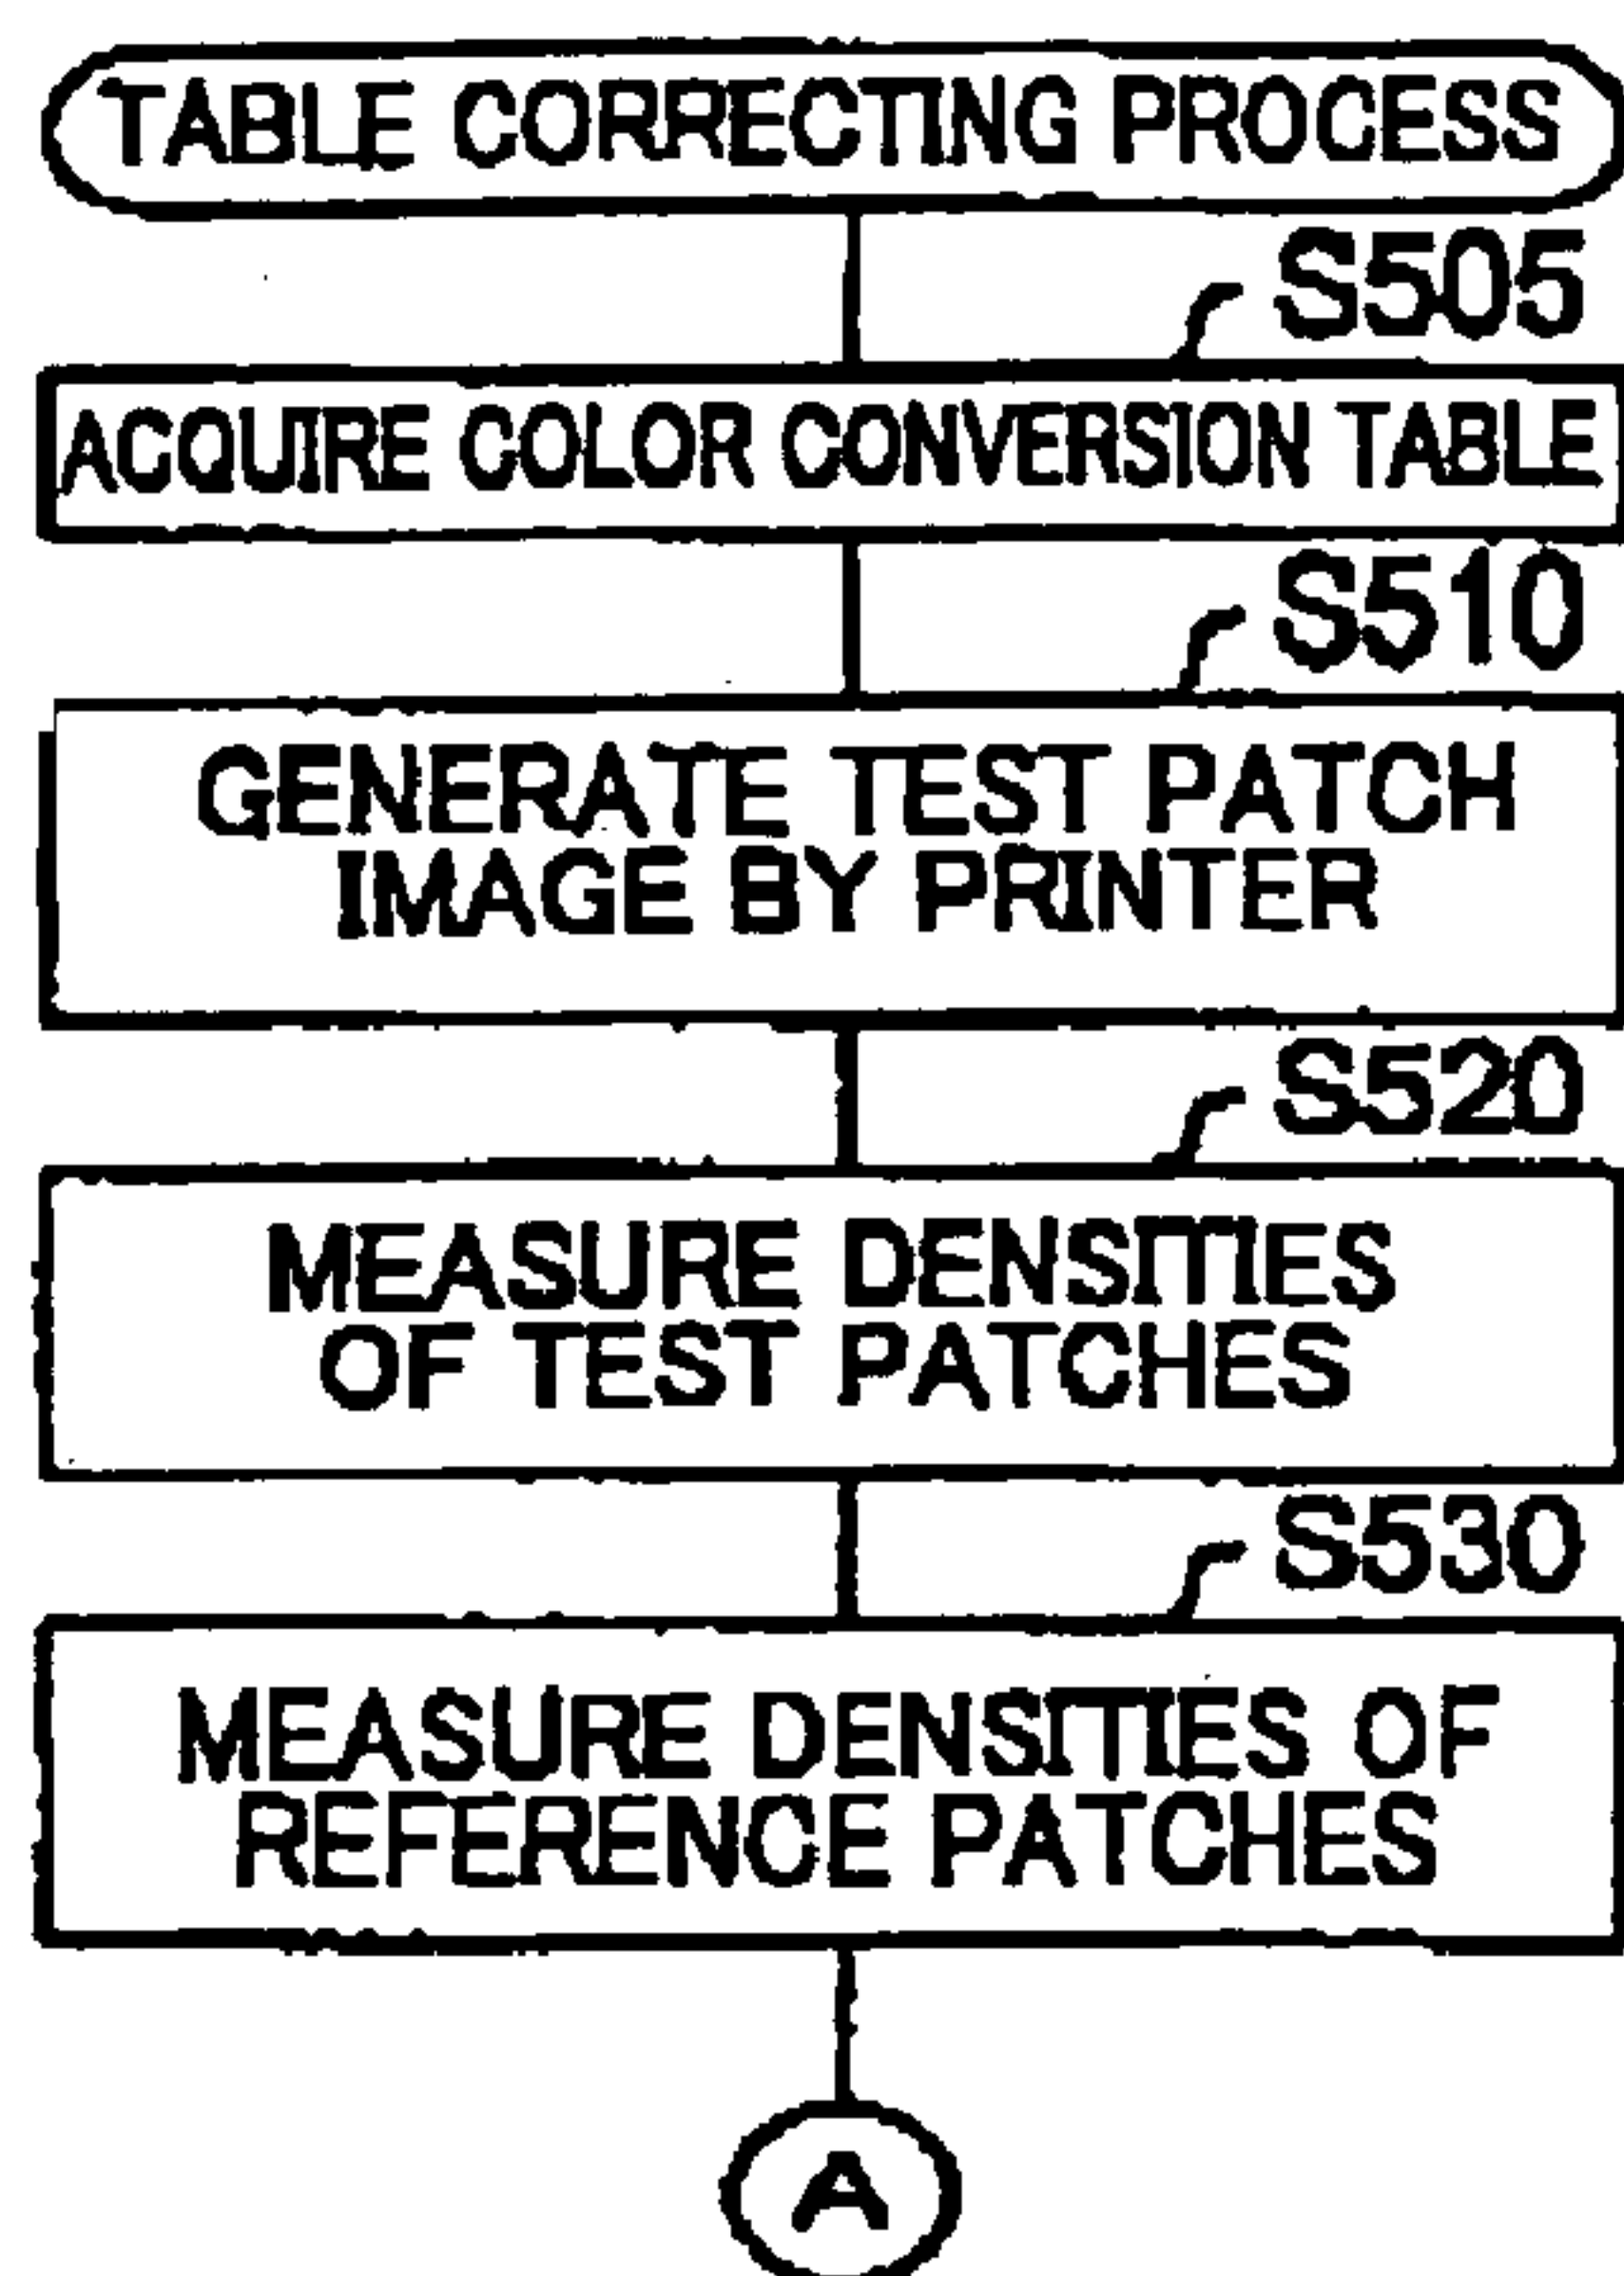 TABLE CORRECTING PROCESS
S505
ACQUIRE COLOR CONVERSION TABLE
S510
GENERATE TEST PATCH
IMAGE BY PRINTER
S520
MEASURE DENSITIES
OF TEST PATCHES
S530
MEASURE DENSITIES OF
REFERENCE PATCHES
A